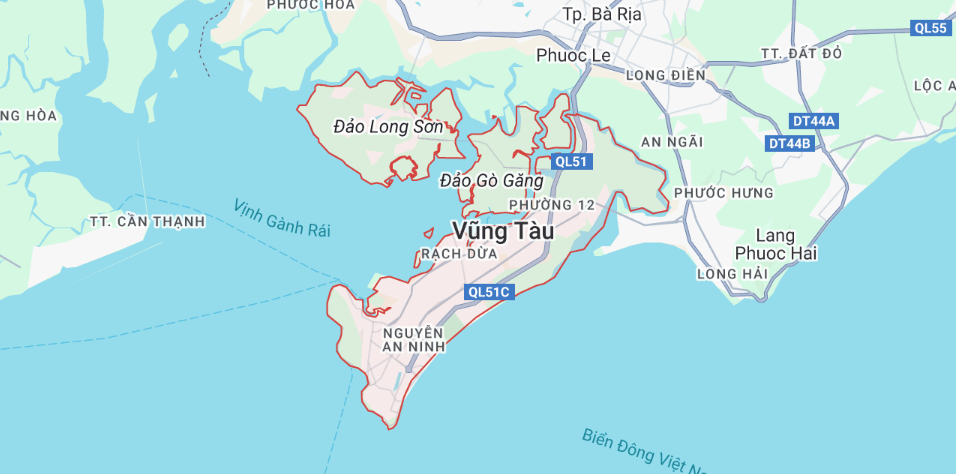 PHƯỚC HÒA
Tp. Bà Rịa
QL55
Phuoc Le
TT. ĐẤT ĐỎ
LONG ĐIỀN
LỘC A
NG HÒA
Đảo Long Sơn
DT44A
AN NGÃI
DT44B
QL51
Đảo Gò Găng
PHƯỚC HƯNG
PHƯỜNG 12
TT. CẦN THẠNH
Vịnh Gành Rái
Vũng Tàu
Lang
Phuoc Hai
RẠCH DỪA
LONG HẢI
QL51C
NGUYỄN
AN NINH
Biển Đông Việt N